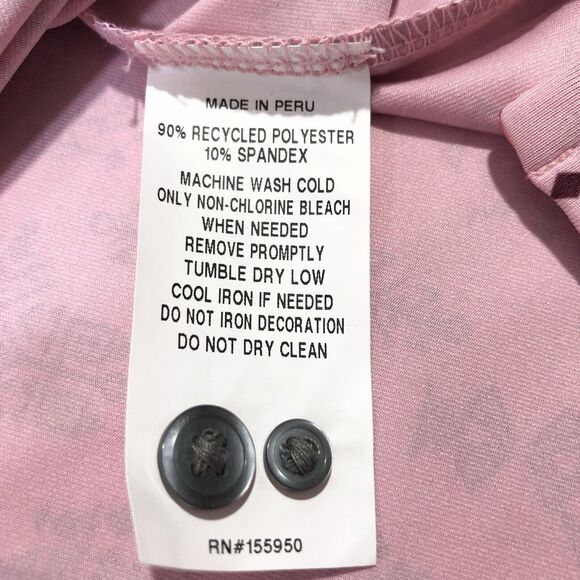 MADE IN PERU
90% RECYCLED POLYESTER
10% SPANDEX
MACHINE WASH COLD
ONLY NON-CHLORINE BLEACH
WHEN NEEDED
REMOVE PROMPTLY
TUMBLE DRY LOW
COOL IRON IF NEEDED
DO NOT IRON DECORATION
DO NOT DRY CLEAN
RN#155950